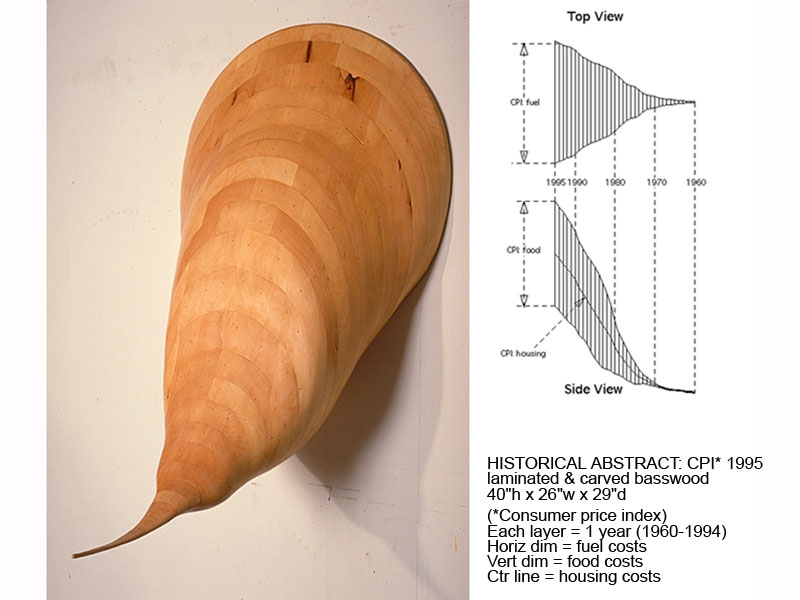 Top View
CPI: fuel
1995 1990 1980 1970 1960
CPI: food
CPI: housing
Side View
HISTORICAL ABSTRACT: CPI* 1995
laminated & carved basswood
40"h x 26"w x 29"d
(*Consumer price index)
Each layer = 1 year (1960-1994)
Horiz dim = fuel costs
Vert dim = food costs
Ctr line = housing costs